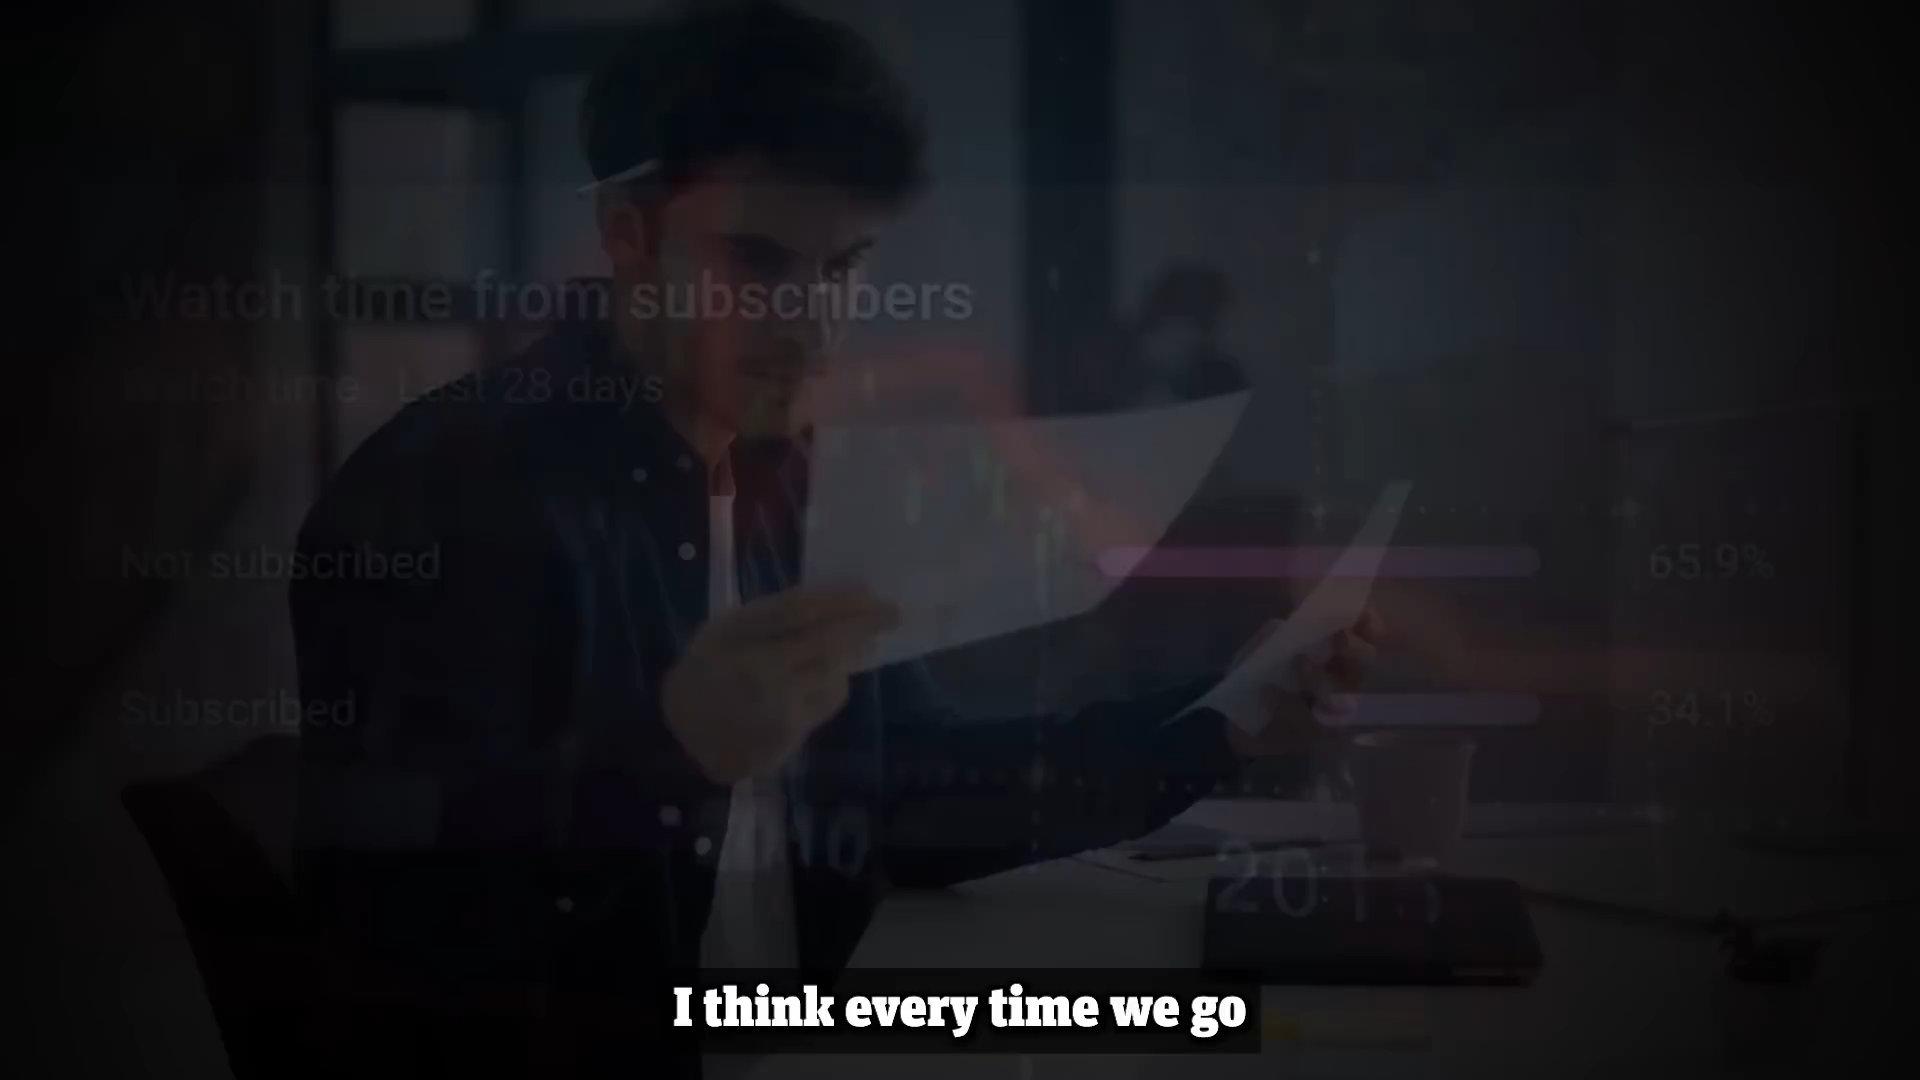 Watch time from subscribers
Watch time Last 28 days
Not subscribed 65.9%
Subscribed 34.1%
I think every time we go